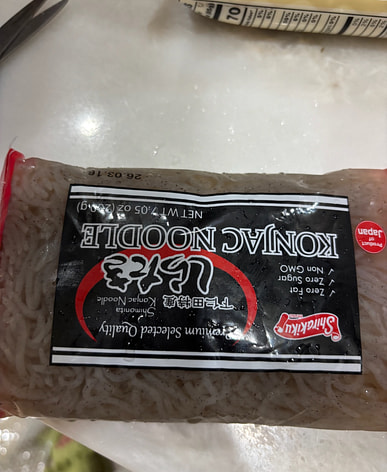 Shirakiku
Premium Selected Quality
下仁田特産
Shimonita
Konjac Noodle
しらたき
✓ Zero Fat
✓ Zero Sugar
✓ Non GMO
KONJAC NOODLE
NET WT 7.05 oz (200 g)
Product
of
Japan
26.03.16
70